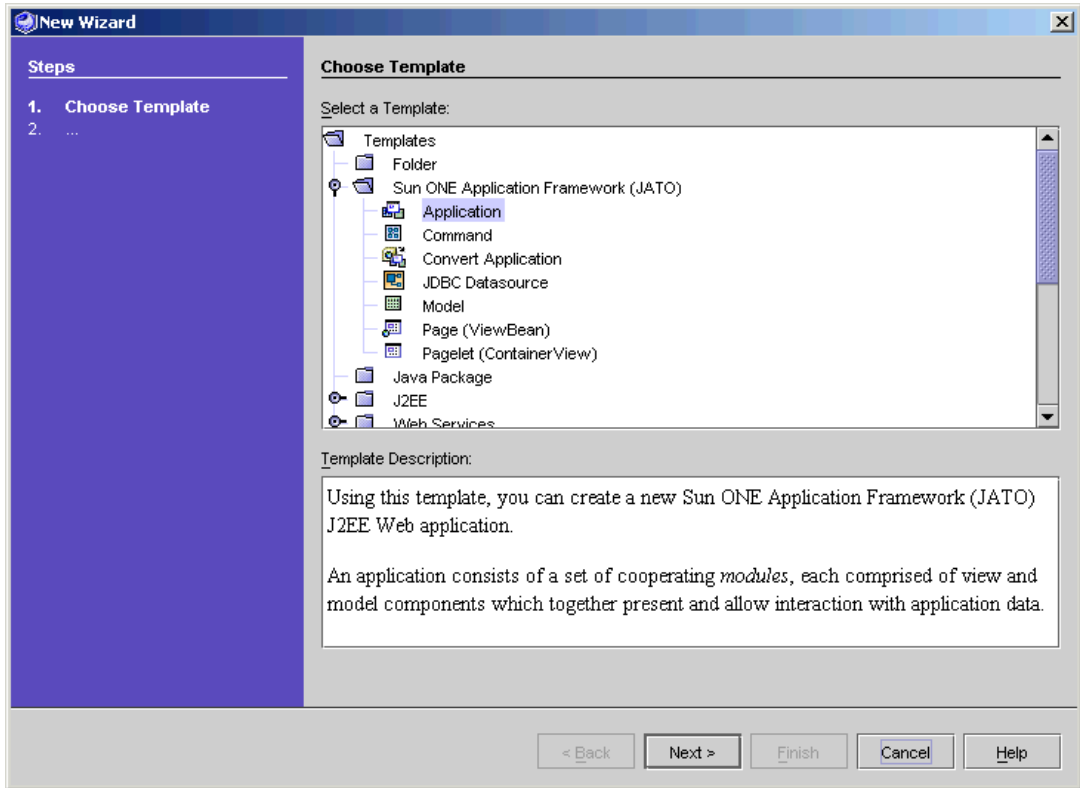 New Wizard
Steps
1. Choose Template
2. ...
Choose Template
Select a Template:
Templates
Folder
Sun ONE Application Framework (JATO)
Application
Command
Convert Application
JDBC Datasource
Model
Page (ViewBean)
Pagelet (ContainerView)
Java Package
J2EE
Web Services
Template Description:
Using this template, you can create a new Sun ONE Application Framework (JATO)
J2EE Web application.
An application consists of a set of cooperating modules, each comprised of view and
model components which together present and allow interaction with application data.
< Back Next > Finish Cancel Help